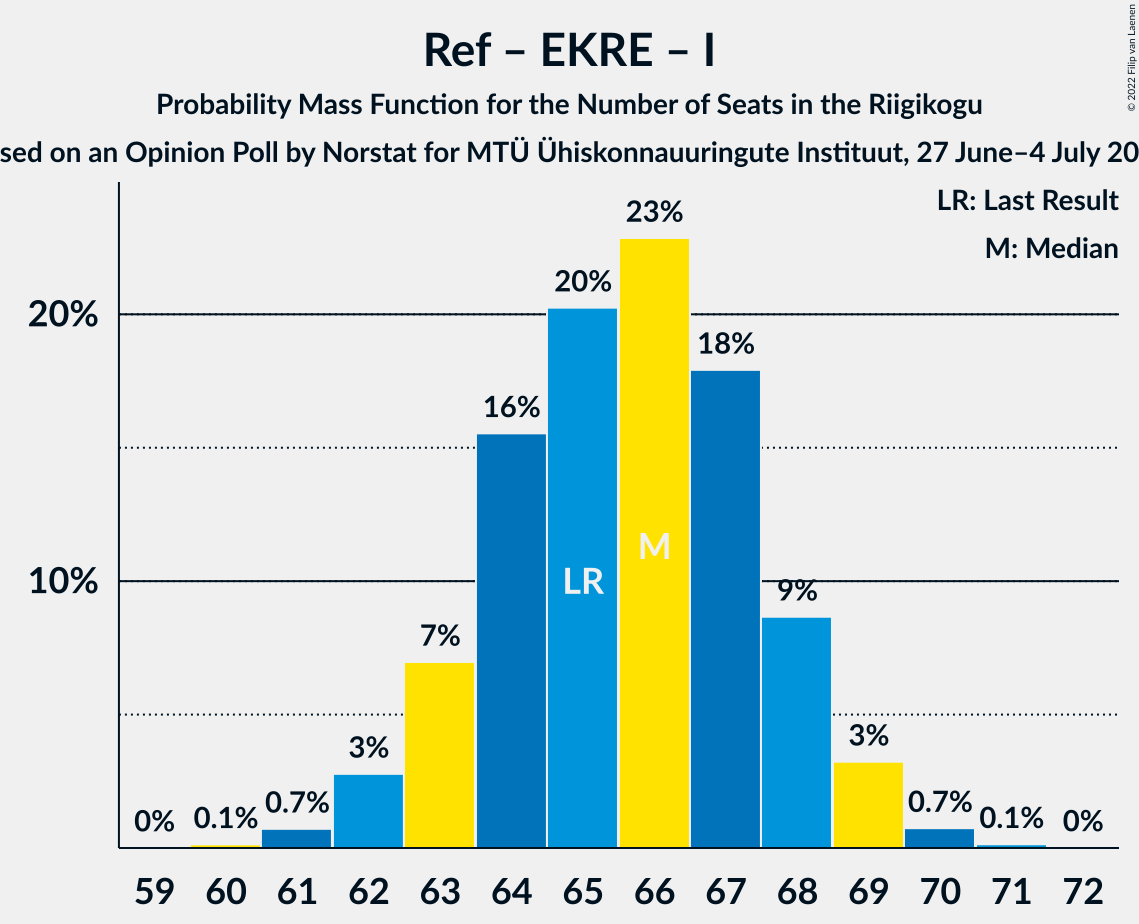 Ref – EKRE – I
Probability Mass Function for the Number of Seats in the Riigikogu
sed on an Opinion Poll by Norstat for MTÜ Ühiskonnauuringute Instituut, 27 June–4 July 20
© 2022 Filip van Laenen
LR: Last Result
M: Median
20%
10%
0%
0.1%
0.7%
3%
7%
16%
20%
23%
18%
9%
3%
0.7%
0.1%
0%
LR
M
59 60 61 62 63 64 65 66 67 68 69 70 71 72